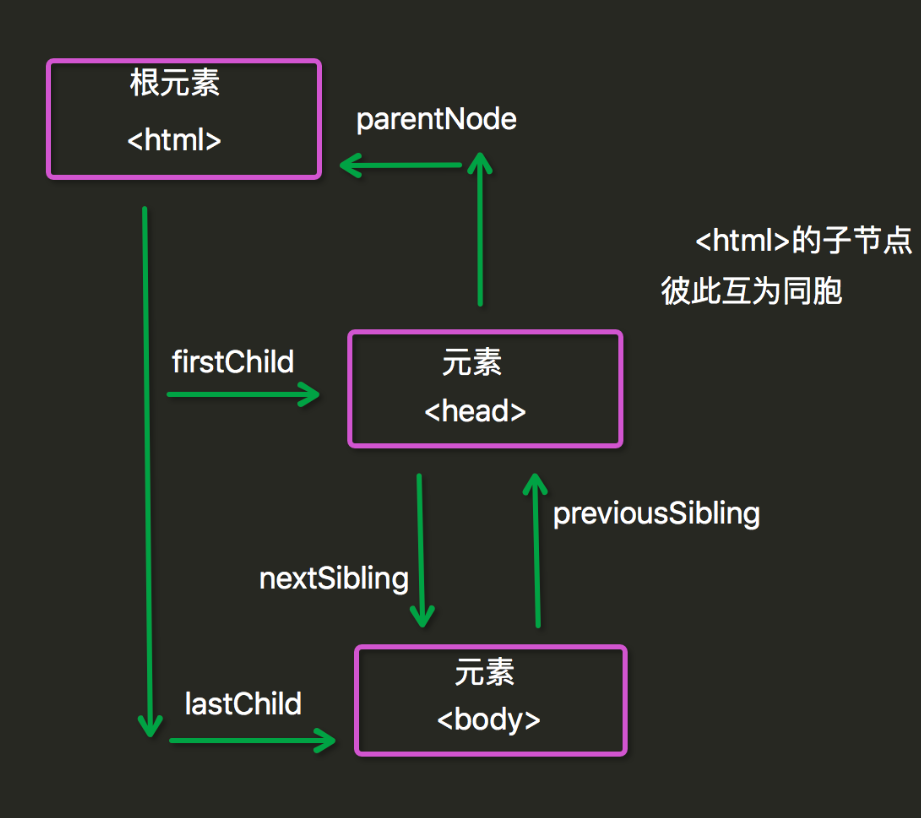 根元素
<html>
parentNode
<html>的子节点
彼此互为同胞
firstChild
元素
<head>
previousSibling
nextSibling
元素
<body>
lastChild